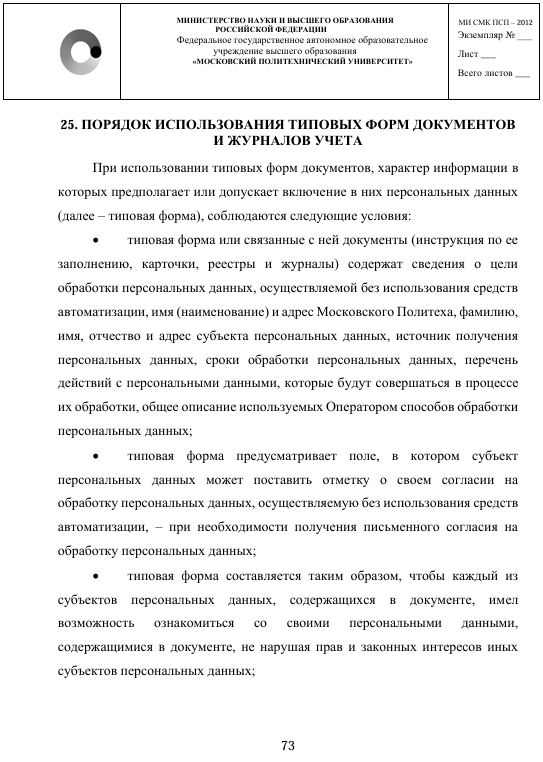 МИНИСТЕРСТВО НАУКИ И ВЫСШЕГО ОБРАЗОВАНИЯ
РОССИЙСКОЙ ФЕДЕРАЦИИ
Федеральное государственное автономное образовательное
учреждение высшего образования
«МОСКОВСКИЙ ПОЛИТЕХНИЧЕСКИЙ УНИВЕРСИТЕТ»
МИ СМК ПСП – 2012
Экземпляр № ___
Лист ___
Всего листов ___
25. ПОРЯДОК ИСПОЛЬЗОВАНИЯ ТИПОВЫХ ФОРМ ДОКУМЕНТОВ
И ЖУРНАЛОВ УЧЕТА
При использовании типовых форм документов, характер информации в
которых предполагает или допускает включение в них персональных данных
(далее – типовая форма), соблюдаются следующие условия:
• типовая форма или связанные с ней документы (инструкция по ее
заполнению, карточки, реестры и журналы) содержат сведения о цели
обработки персональных данных, осуществляемой без использования средств
автоматизации, имя (наименование) и адрес Московского Политеха, фамилию,
имя, отчество и адрес субъекта персональных данных, источник получения
персональных данных, сроки обработки персональных данных, перечень
действий с персональными данными, которые будут совершаться в процессе
их обработки, общее описание используемых Оператором способов обработки
персональных данных;
• типовая форма предусматривает поле, в котором субъект
персональных данных может поставить отметку о своем согласии на
обработку персональных данных, осуществляемую без использования средств
автоматизации, – при необходимости получения письменного согласия на
обработку персональных данных;
• типовая форма составляется таким образом, чтобы каждый из
субъектов персональных данных, содержащихся в документе, имел
возможность ознакомиться со своими персональными данными,
содержащимися в документе, не нарушая прав и законных интересов иных
субъектов персональных данных;
73